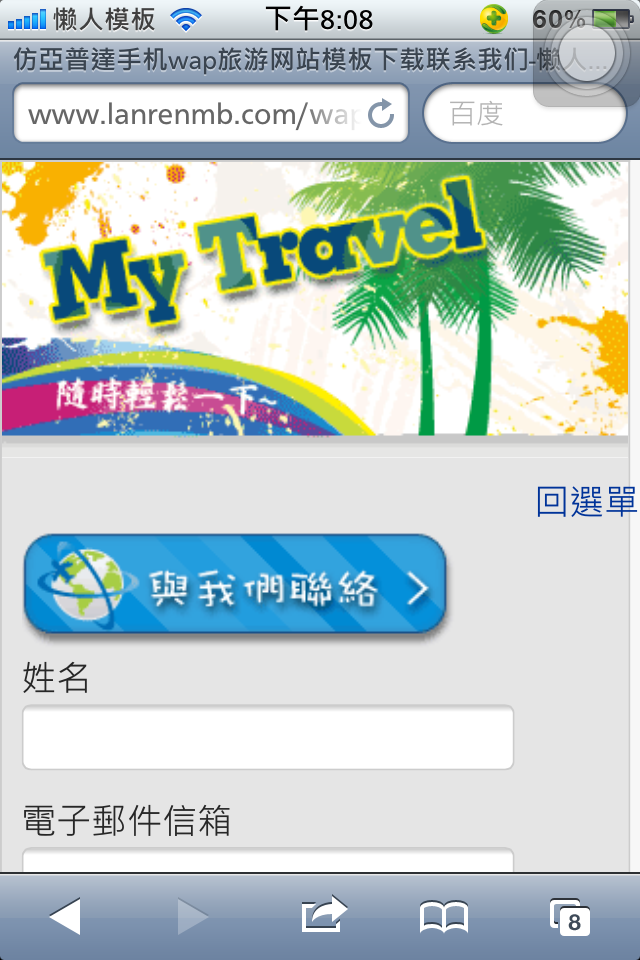 懒人模板 下午8:08 60%
仿亞普達手机wap旅游网站模板下载联系我们-懒人...
www.lanrenmb.com/wap 百度
My Travel
隨時輕鬆一下~
回選單
與我們聯絡
姓名
電子郵件信箱
8